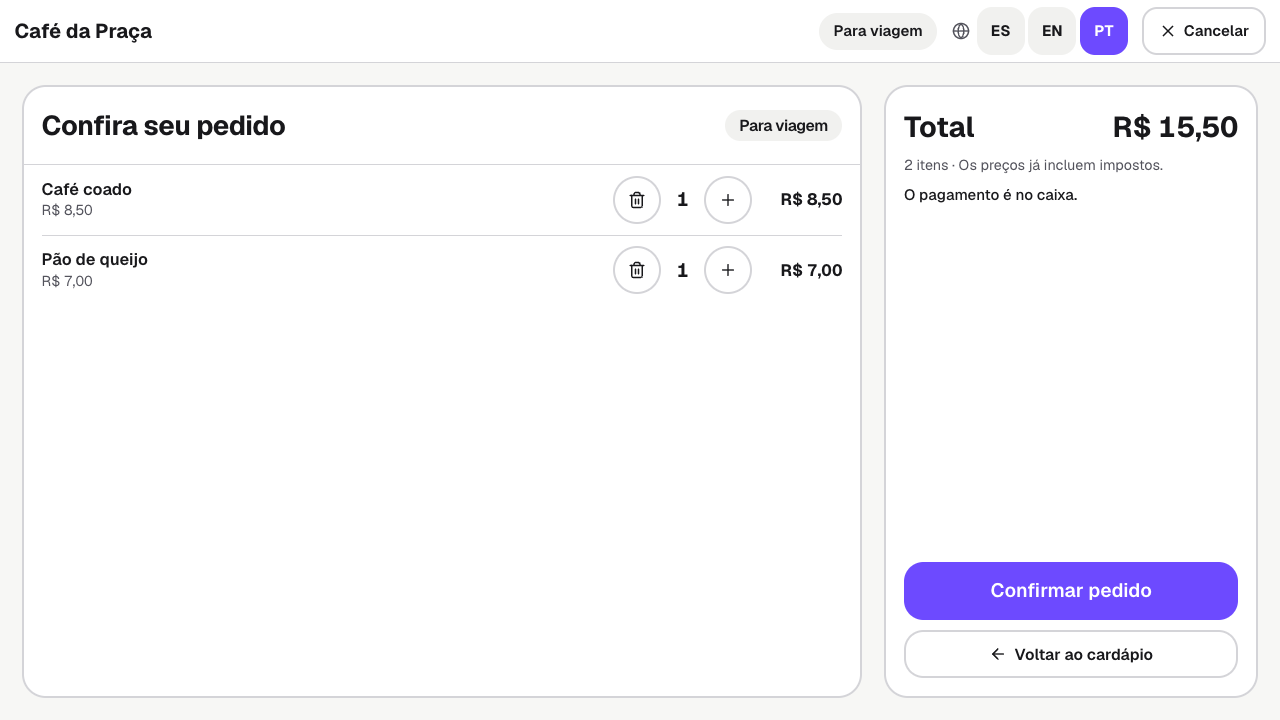 Café da Praça
Para viagem
ES
EN
PT
Cancelar
Confira seu pedido
Para viagem
Café coado
R$ 8,50
1
R$ 8,50
Pão de queijo
R$ 7,00
1
R$ 7,00
Total
R$ 15,50
2 itens · Os preços já incluem impostos.
O pagamento é no caixa.
Confirmar pedido
Voltar ao cardápio